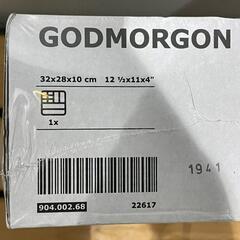 GODMORGON
32x28x10 cm 12 ½x11x4"
1x
1941
904.002.68 22617